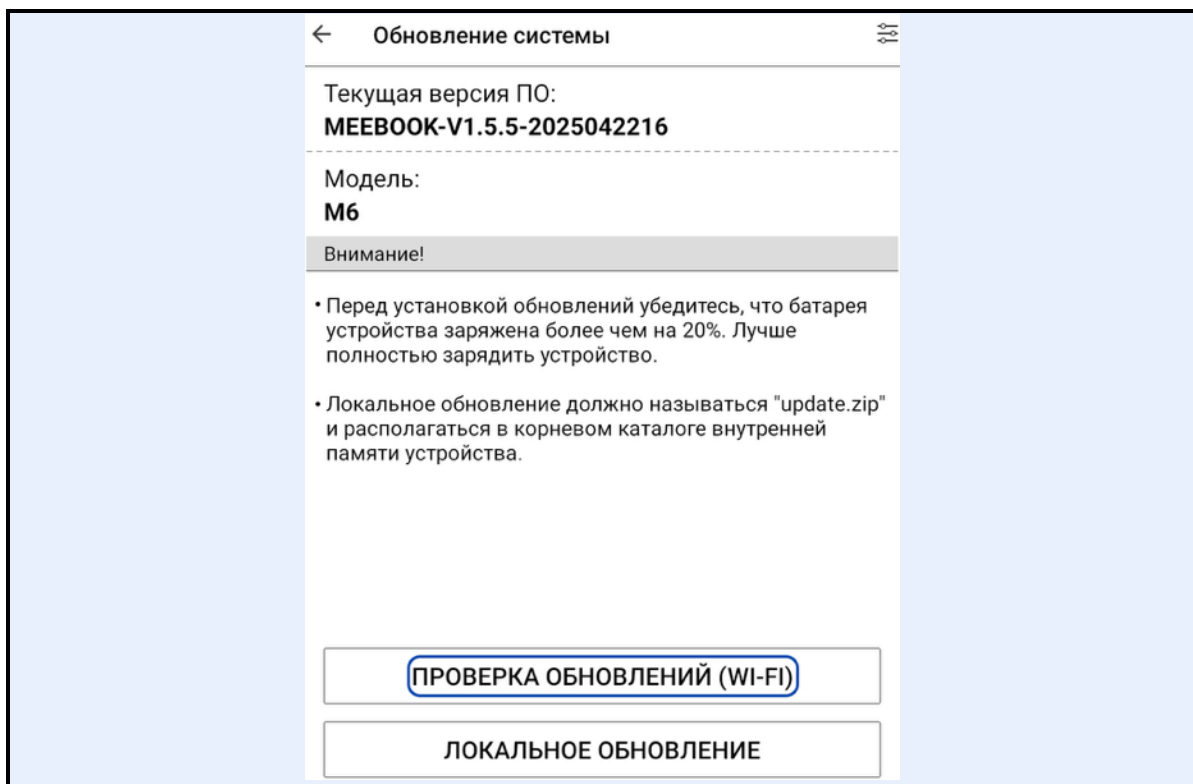 Обновление системы
Текущая версия ПО:
MEEBOOK-V1.5.5-2025042216
Модель:
M6
Внимание!
• Перед установкой обновлений убедитесь, что батарея
устройства заряжена более чем на 20%. Лучше
полностью зарядить устройство.
• Локальное обновление должно называться "update.zip"
и располагаться в корневом каталоге внутренней
памяти устройства.
ПРОВЕРКА ОБНОВЛЕНИЙ (WI-FI)
ЛОКАЛЬНОЕ ОБНОВЛЕНИЕ